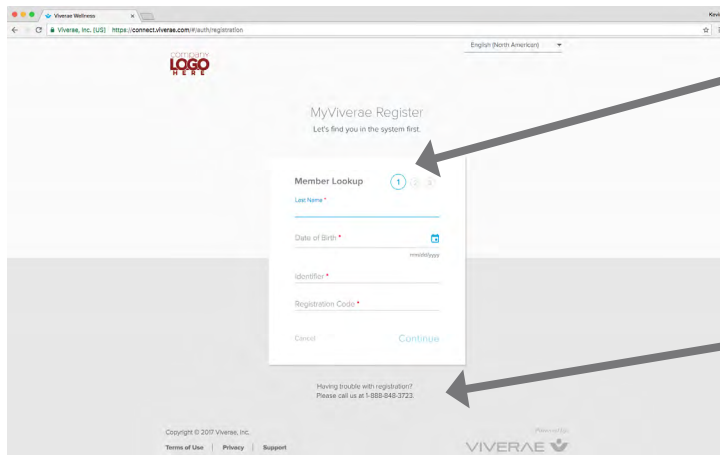 Viverae Wellness
Viverae, Inc. [US] https://connect.viverae.com/#/auth/registration
company
LOGO
HERE
English (North American)
MyViverae Register
Let's find you in the system first.
Member Lookup 1 2 3
Last Name *
Date of Birth *
mm/dd/yyyy
Identifier *
Registration Code *
Cancel Continue
Having trouble with registration?
Please call us at 1-888-848-3723.
Copyright © 2017 Viverae, Inc.
Terms of Use | Privacy | Support
VIVERAE